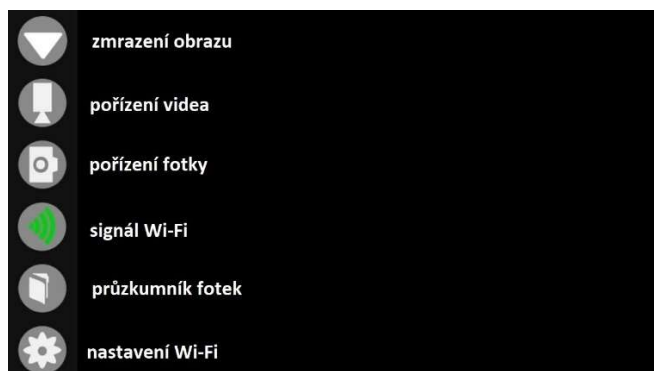 zmrazení obrazu
pořízení videa
pořízení fotky
signál Wi-Fi
průzkumník fotek
nastavení Wi-Fi